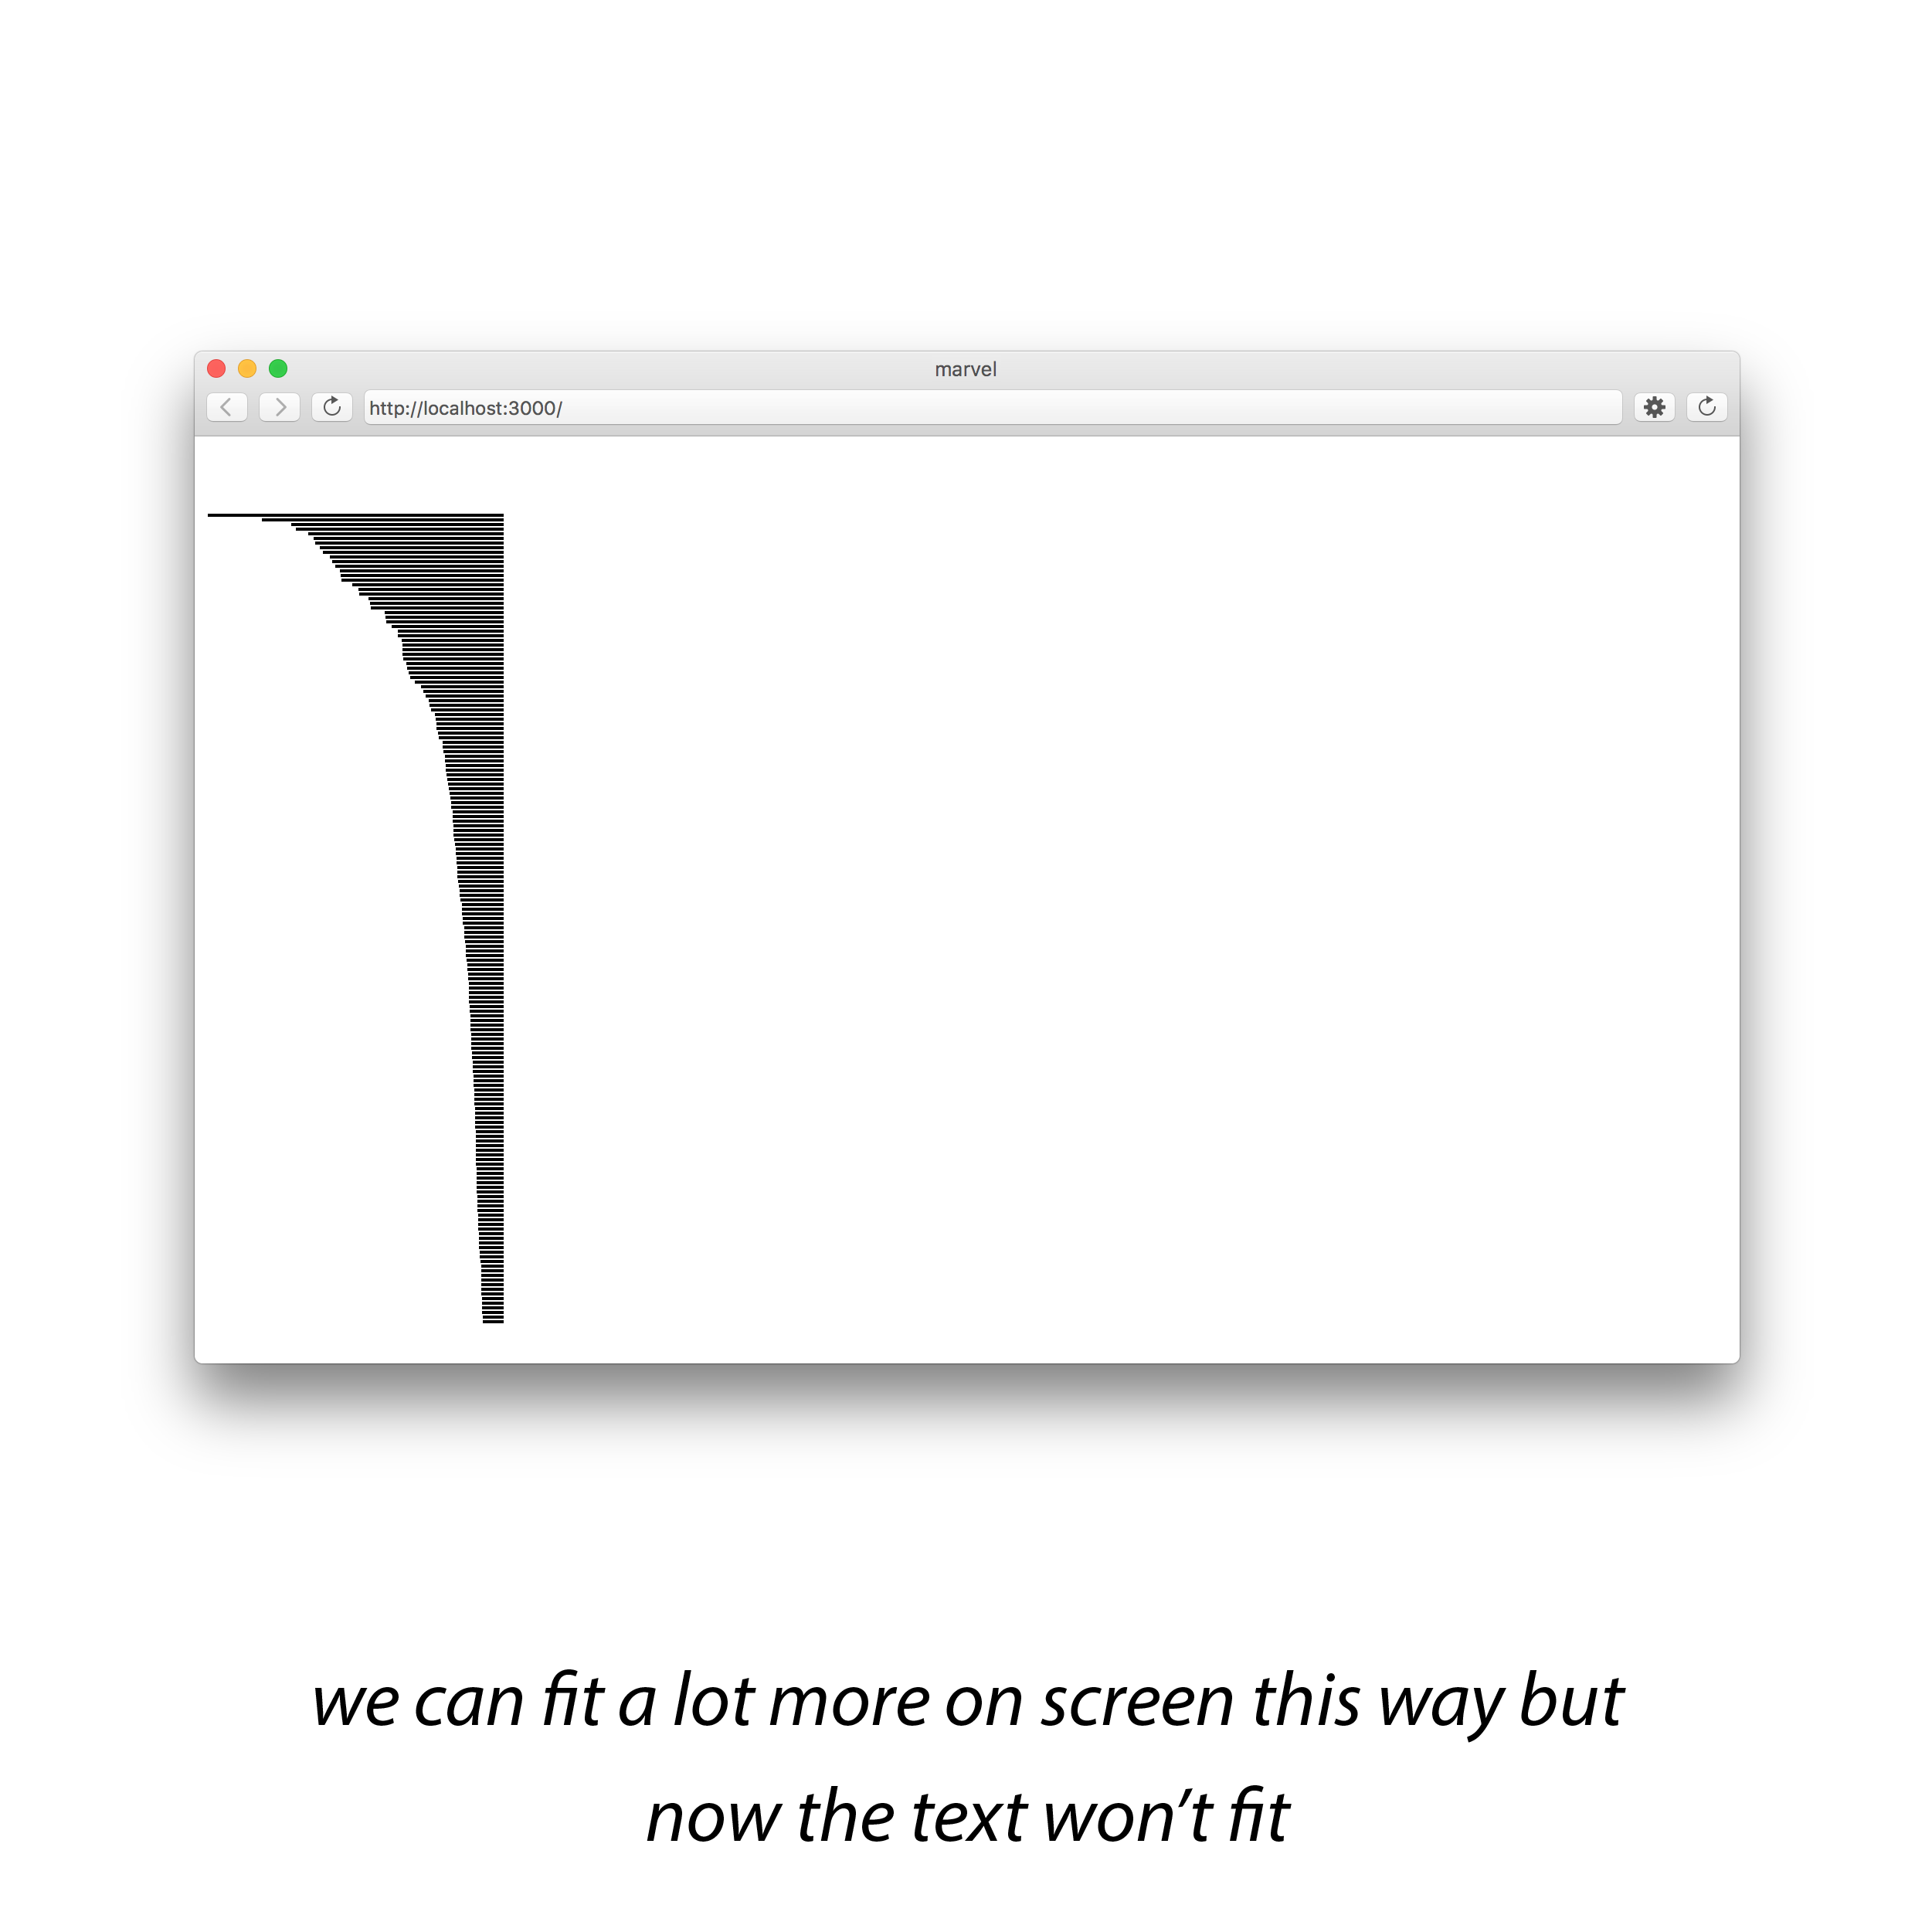 marvel
http://localhost:3000/
we can fit a lot more on screen this way but
now the text won’t fit